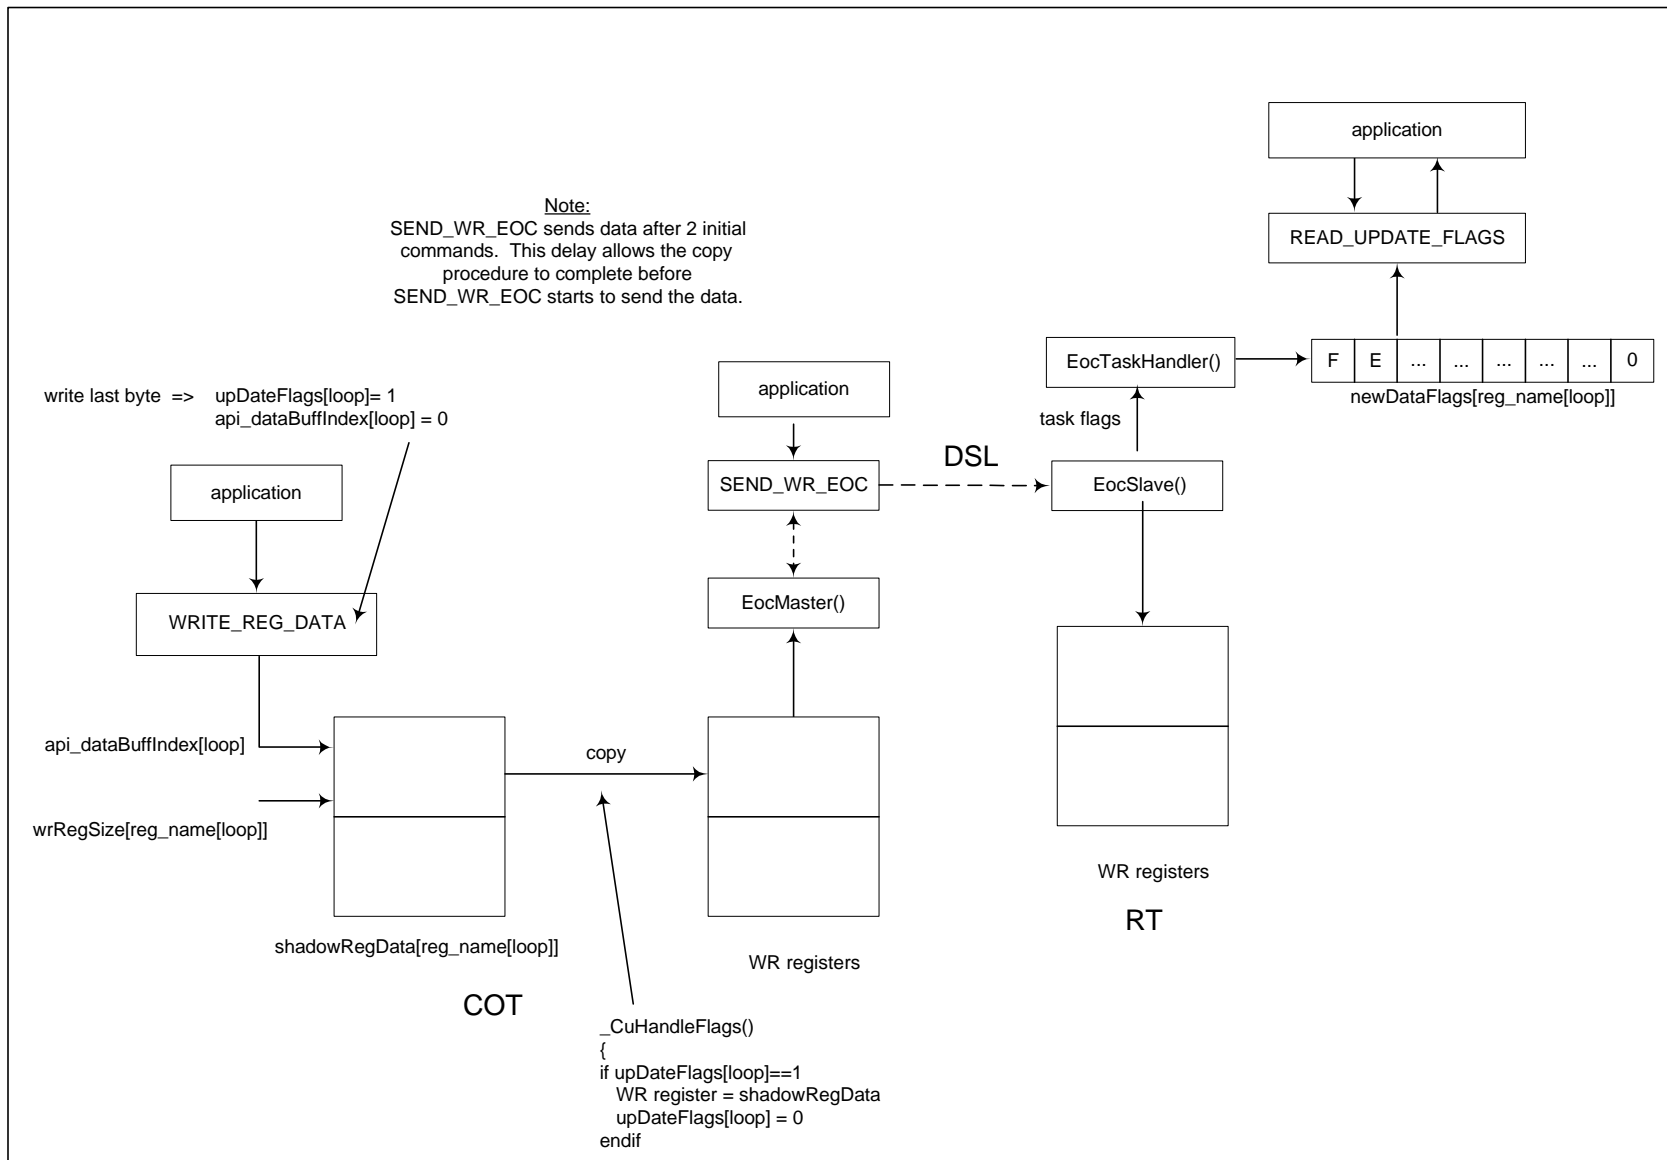 application
READ_UPDATE_FLAGS
Note:
SEND_WR_EOC sends data after 2 initial
commands.  This delay allows the copy
procedure to complete before
SEND_WR_EOC starts to send the data.
EocTaskHandler()
F E ... ... ... ... ... 0
newDataFlags[reg_name[loop]]
write last byte  =>    upDateFlags[loop]= 1
api_dataBuffIndex[loop] = 0
application
task flags
DSL
application
SEND_WR_EOC
EocSlave()
EocMaster()
WRITE_REG_DATA
api_dataBuffIndex[loop]
copy
wrRegSize[reg_name[loop]]
WR registers
RT
shadowRegData[reg_name[loop]]
WR registers
COT
_CuHandleFlags()
{
if upDateFlags[loop]==1
WR register = shadowRegData
upDateFlags[loop] = 0
endif